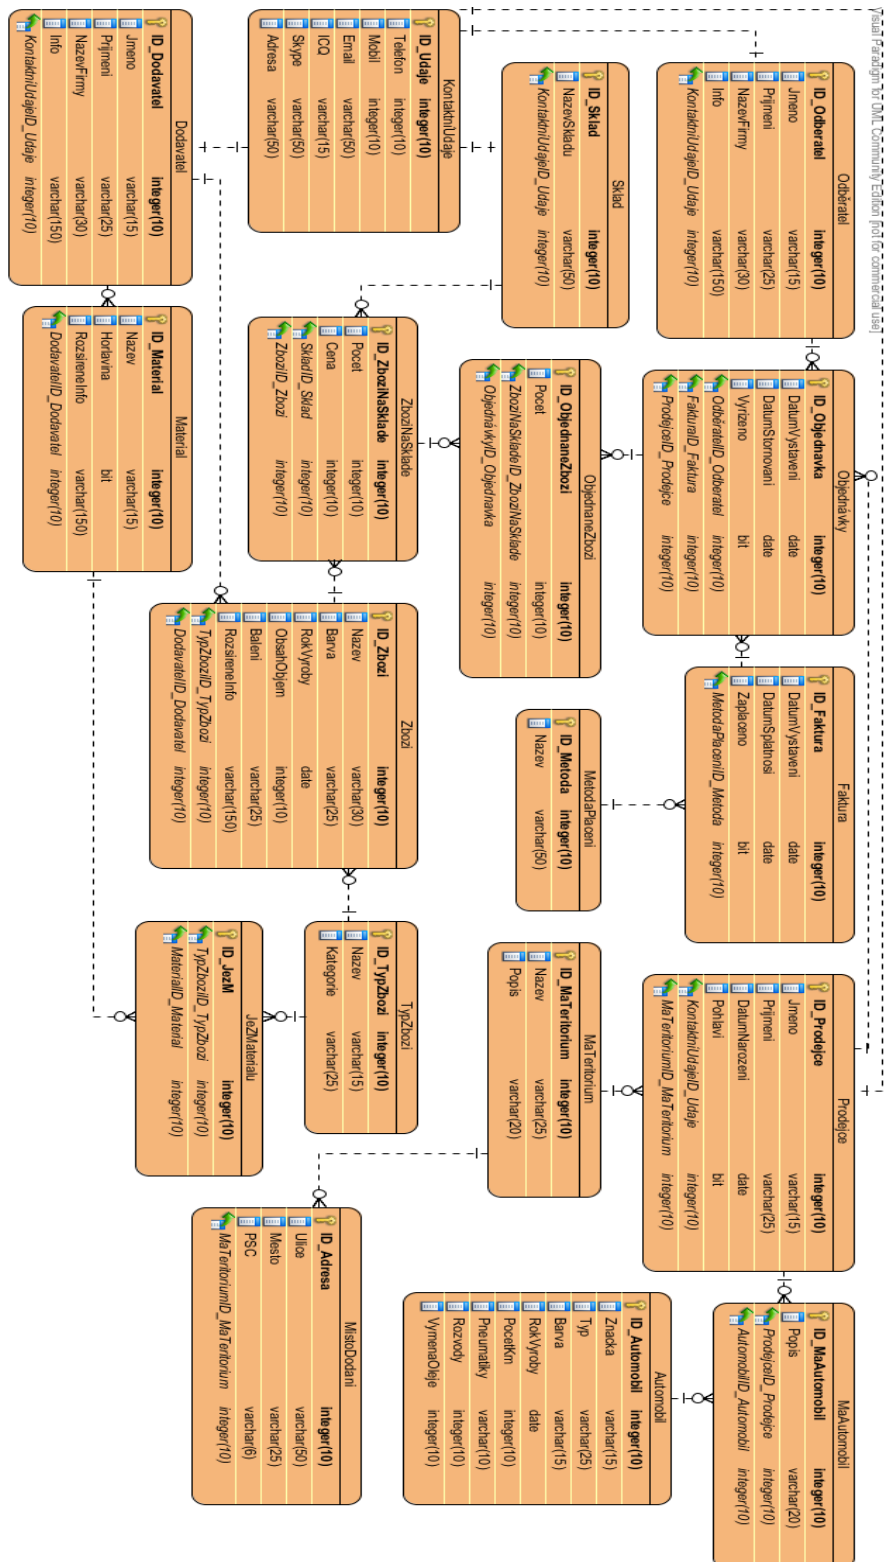 Visual Paradigm for UML Community Edition [not for commercial use]
Odběratel
ID_Odberatel integer(10)
Jmeno varchar(15)
Prijmeni varchar(25)
NazevFirmy varchar(30)
Info varchar(150)
KontaktniUdajeID_Udaje integer(10)
Objednávky
ID_Objednavka integer(10)
DatumVystaveni date
DatumStornovani date
Vyrizeno bit
OdběratelID_Odberatel integer(10)
FakturaID_Faktura integer(10)
ProdejceID_Prodejce integer(10)
Faktura
ID_Faktura integer(10)
DatumVystaveni date
DatumSplatnosi date
Zaplaceno bit
MetodaPlaceniID_Metoda integer(10)
Prodejce
ID_Prodejce integer(10)
Jmeno varchar(15)
Prijmeni varchar(25)
DatumNarozeni date
Pohlavi bit
KontaktniUdajeID_Udaje integer(10)
MaTeritoriumID_MaTeritorium integer(10)
MaAutomobil
ID_MaAutomobil integer(10)
Popis varchar(20)
ProdejceID_Prodejce integer(10)
AutomobilID_Automobil integer(10)
Sklad
ID_Sklad integer(10)
NazevSkladu varchar(50)
KontaktniUdajeID_Udaje integer(10)
ObjednaneZbozi
ID_ObjednaneZbozi integer(10)
Pocet integer(10)
ZboziNaSkladeID_ZboziNaSklade integer(10)
ObjednávkyID_Objednavka integer(10)
MetodaPlaceni
ID_Metoda integer(10)
Nazev varchar(50)
MaTeritorium
ID_MaTeritorium integer(10)
Nazev varchar(25)
Popis varchar(20)
Automobil
ID_Automobil integer(10)
Znacka varchar(15)
Typ varchar(25)
Barva varchar(15)
RokVyroby date
PocetKm integer(10)
Pneumatiky varchar(10)
Rozvody integer(10)
VymenaOleje integer(10)
KontaktniUdaje
ID_Udaje integer(10)
Telefon integer(10)
Mobil integer(10)
Email varchar(50)
ICQ varchar(15)
Skype varchar(50)
Adresa varchar(50)
ZboziNaSklade
ID_ZboziNaSklade integer(10)
Pocet integer(10)
Cena integer(10)
SkladID_Sklad integer(10)
ZboziID_Zbozi integer(10)
Zbozi
ID_Zbozi integer(10)
Nazev varchar(30)
Barva varchar(25)
RokVyroby date
ObsahObjem integer(10)
Baleni varchar(25)
RozsireneInfo varchar(150)
TypZboziID_TypZbozi integer(10)
DodavatelID_Dodavatel integer(10)
TypZbozi
ID_TypZbozi integer(10)
Nazev varchar(15)
Kategorie varchar(25)
MistoDodani
ID_Adresa integer(10)
Ulice varchar(50)
Mesto varchar(25)
PSC varchar(6)
MaTeritoriumID_MaTeritorium integer(10)
Dodavatel
ID_Dodavatel integer(10)
Jmeno varchar(15)
Prijmeni varchar(25)
NazevFirmy varchar(30)
Info varchar(150)
KontaktniUdajeID_Udaje integer(10)
Material
ID_Material integer(10)
Nazev varchar(15)
Horlavina bit
RozsireneInfo varchar(150)
DodavatelID_Dodavatel integer(10)
JeZMaterialu
ID_JezM integer(10)
TypZboziID_TypZbozi integer(10)
MaterialID_Material integer(10)